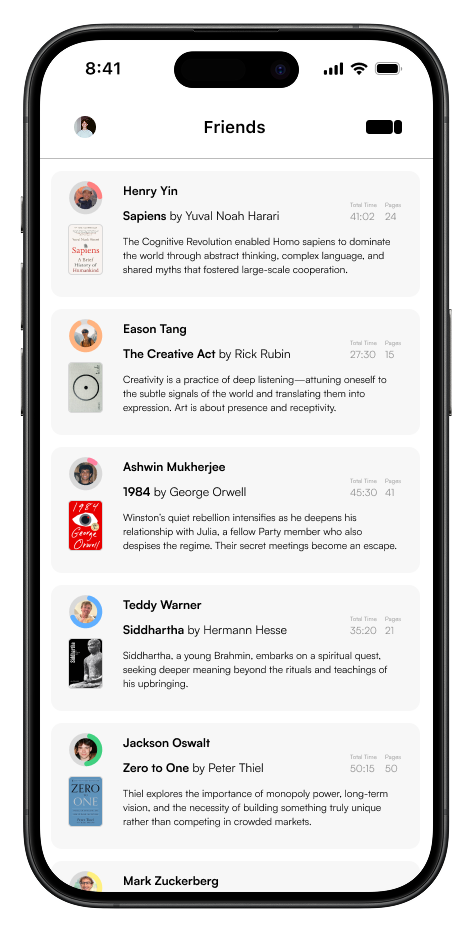 8:41
Friends
Henry Yin
Total Time Pages
Sapiens by Yuval Noah Harari 41:02 24
Yuval Noah Harari
Sapiens
A Brief
History of
Humankind
The Cognitive Revolution enabled Homo sapiens to dominate
the world through abstract thinking, complex language, and
shared myths that fostered large-scale cooperation.
Eason Tang
Total Time Pages
The Creative Act by Rick Rubin 27:30 15
Creativity is a practice of deep listening—attuning oneself to
the subtle signals of the world and translating them into
expression. Art is about presence and receptivity.
Ashwin Mukherjee
Total Time Pages
1984 by George Orwell 45:30 41
1984
George
Orwell
Winston's quiet rebellion intensifies as he deepens his
relationship with Julia, a fellow Party member who also
despises the regime. Their secret meetings become an escape.
Teddy Warner
Total Time Pages
Siddhartha by Hermann Hesse 35:20 21
Siddhartha
Siddhartha, a young Brahmin, embarks on a spiritual quest,
seeking deeper meaning beyond the rituals and teachings of
his upbringing.
Jackson Oswalt
Total Time Pages
Zero to One by Peter Thiel 50:15 50
ZERO
TO
ONE
Thiel explores the importance of monopoly power, long-term
vision, and the necessity of building something truly unique
rather than competing in crowded markets.
Mark Zuckerberg